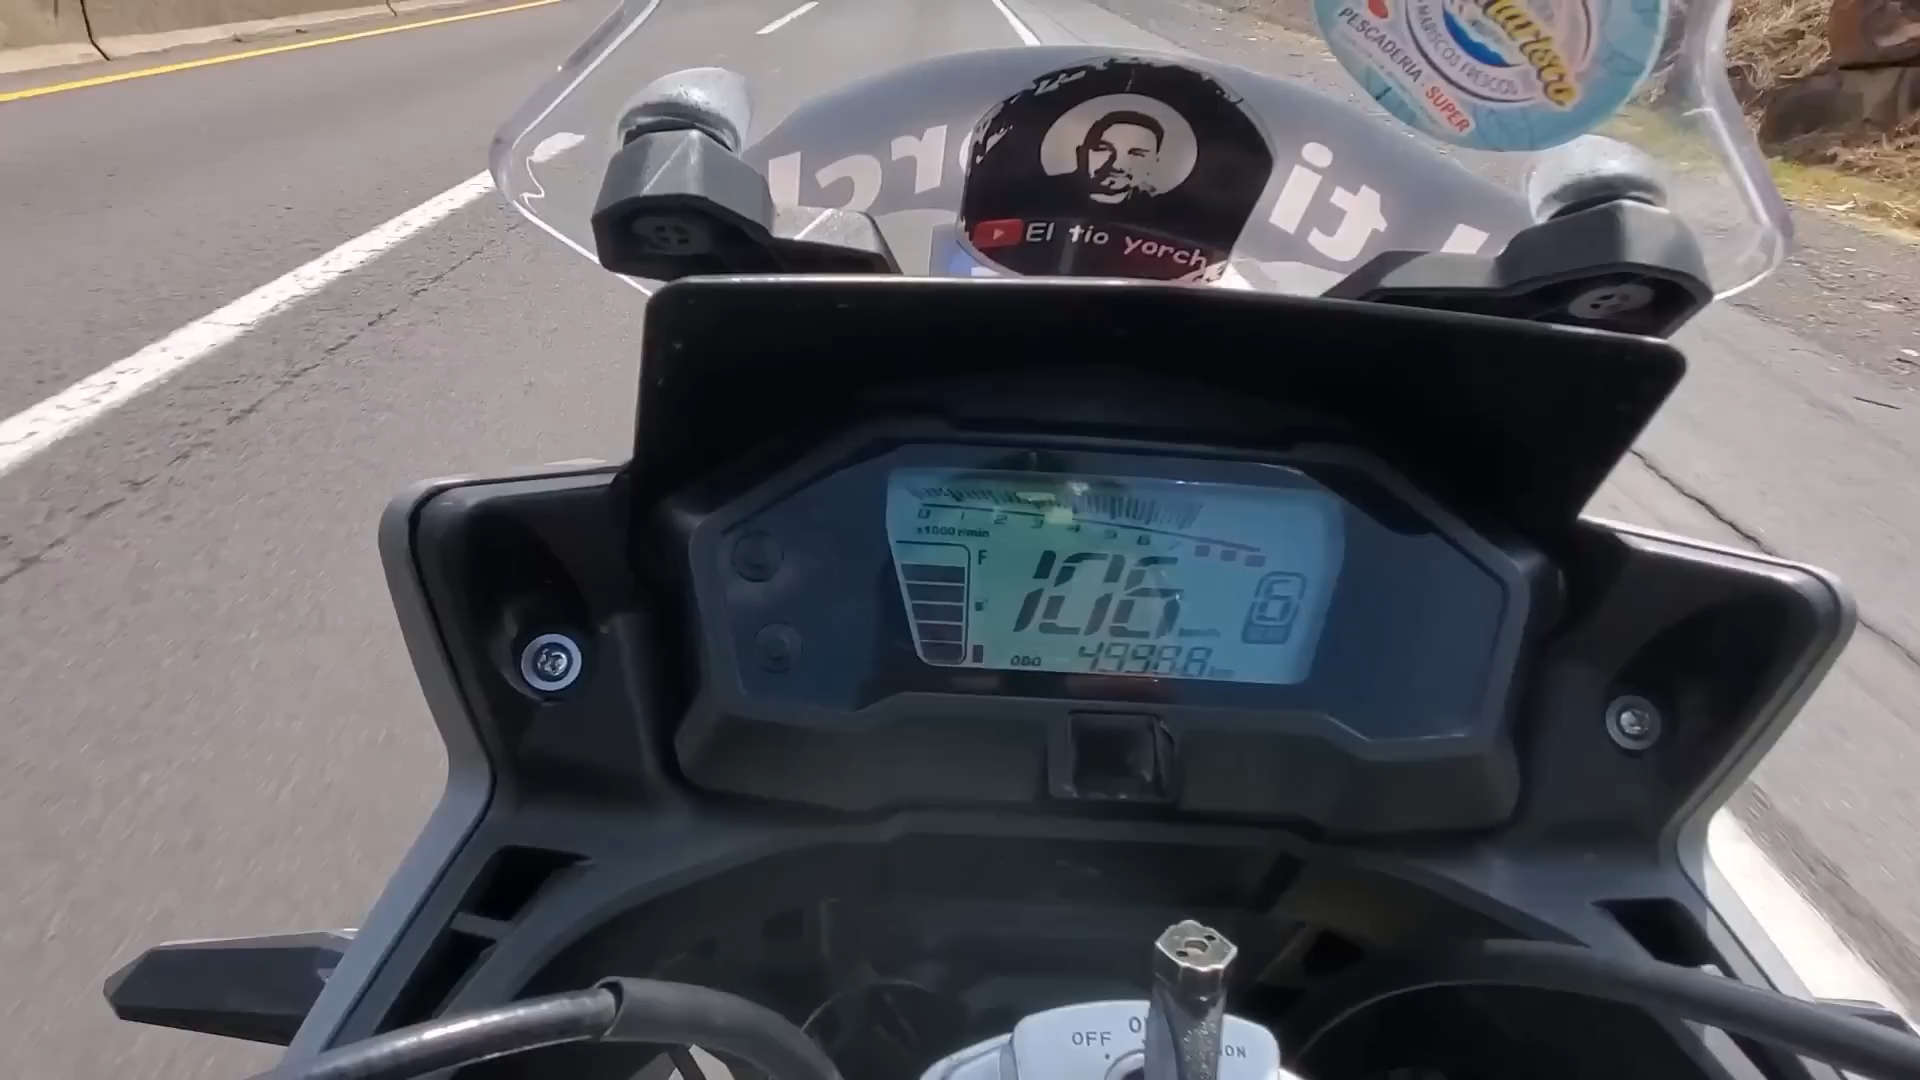 MARISCOS FRESCOS
PESCADERIA - SUPER
El tio yorch
0 1 2 3 4 5 6 7
x1000 r/min
F
106
6
ODO 4998.8 km
OFF
ON